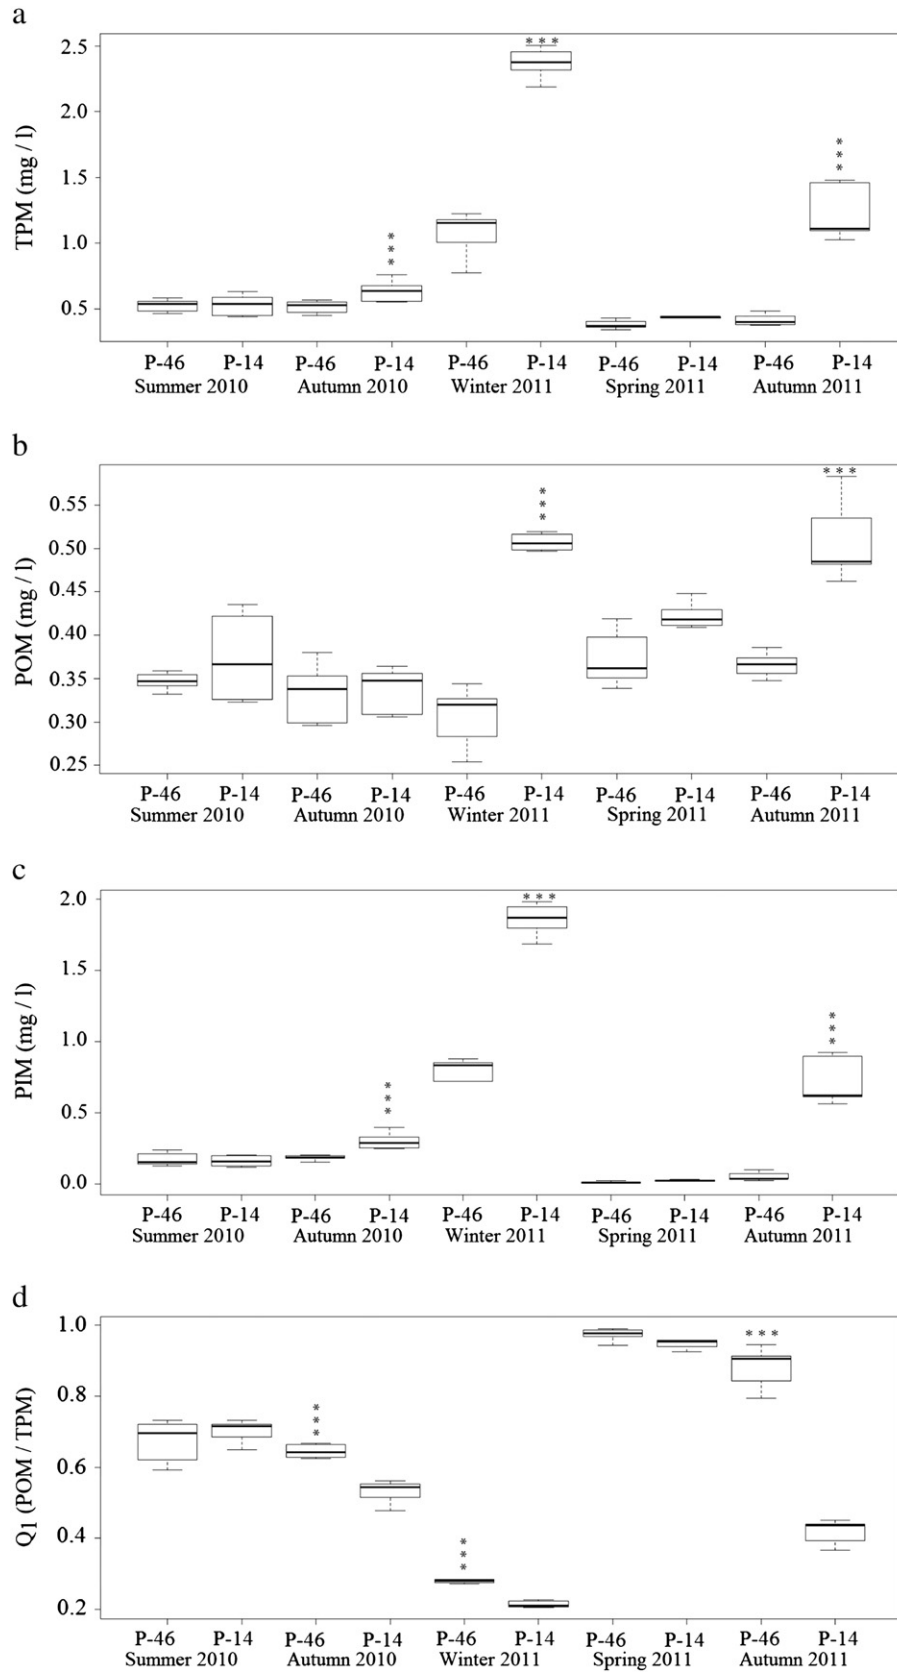 a
TPM (mg / l)
2.5
2.0
1.5
1.0
0.5
* * *
*
*
*
*
*
*
P-46 P-14 P-46 P-14 P-46 P-14 P-46 P-14 P-46 P-14
Summer 2010 Autumn 2010 Winter 2011 Spring 2011 Autumn 2011
b
POM (mg / l)
0.55
0.50
0.45
0.40
0.35
0.30
0.25
* * *
*
*
*
P-46 P-14 P-46 P-14 P-46 P-14 P-46 P-14 P-46 P-14
Summer 2010 Autumn 2010 Winter 2011 Spring 2011 Autumn 2011
c
PIM (mg / l)
2.0
1.5
1.0
0.5
0.0
* * *
*
*
*
*
*
*
P-46 P-14 P-46 P-14 P-46 P-14 P-46 P-14 P-46 P-14
Summer 2010 Autumn 2010 Winter 2011 Spring 2011 Autumn 2011
d
Q1 (POM / TPM)
1.0
0.8
0.6
0.4
0.2
* * *
*
*
*
*
*
*
P-46 P-14 P-46 P-14 P-46 P-14 P-46 P-14 P-46 P-14
Summer 2010 Autumn 2010 Winter 2011 Spring 2011 Autumn 2011